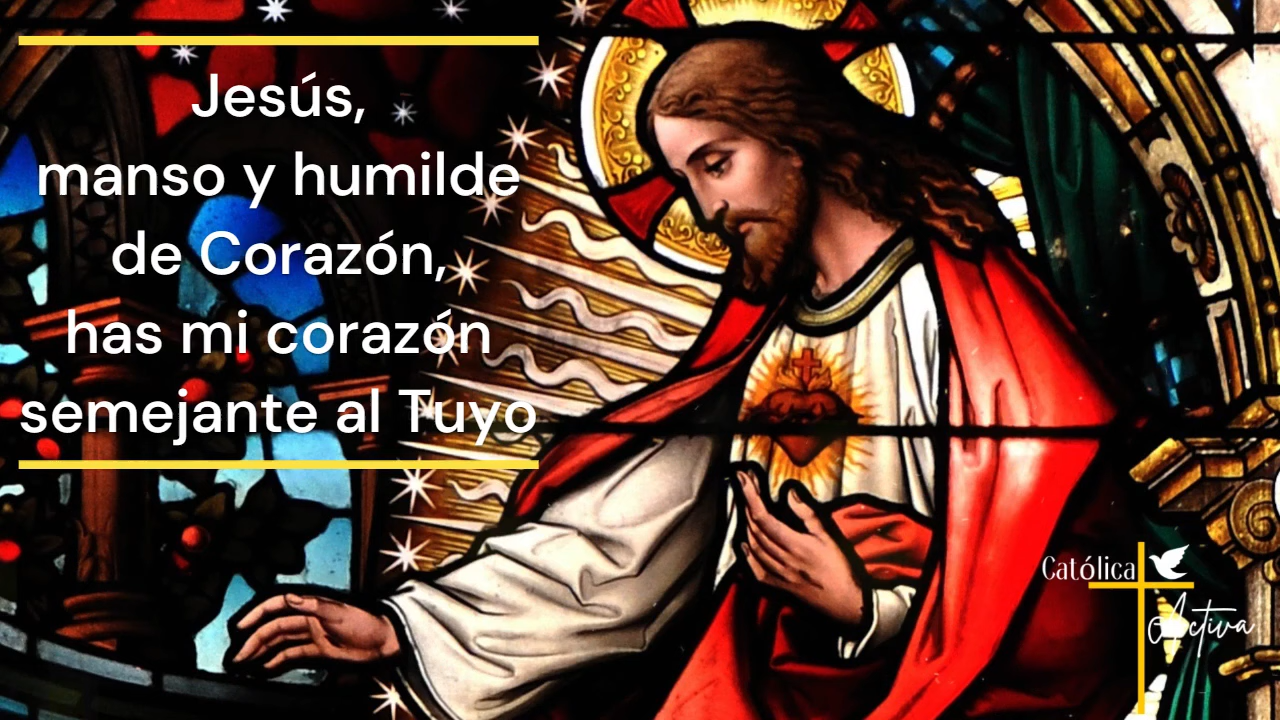 Jesús,
manso y humilde
de Corazón,
has mi corazón
semejante al Tuyo
Católica
Activa